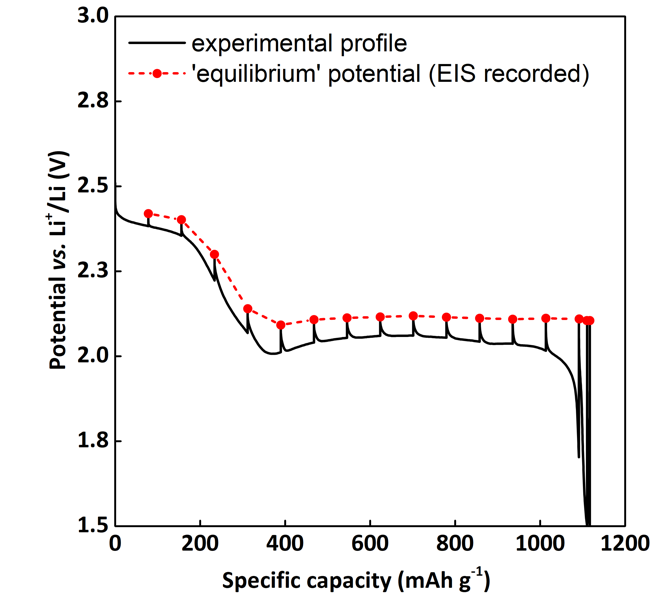 3.0
experimental profile
'equilibrium' potential (EIS recorded)
2.8
2.5
2.3
2.0
1.8
1.5
Potential vs. Li⁺/Li (V)
0 200 400 600 800 1000 1200
Specific capacity (mAh g⁻¹)